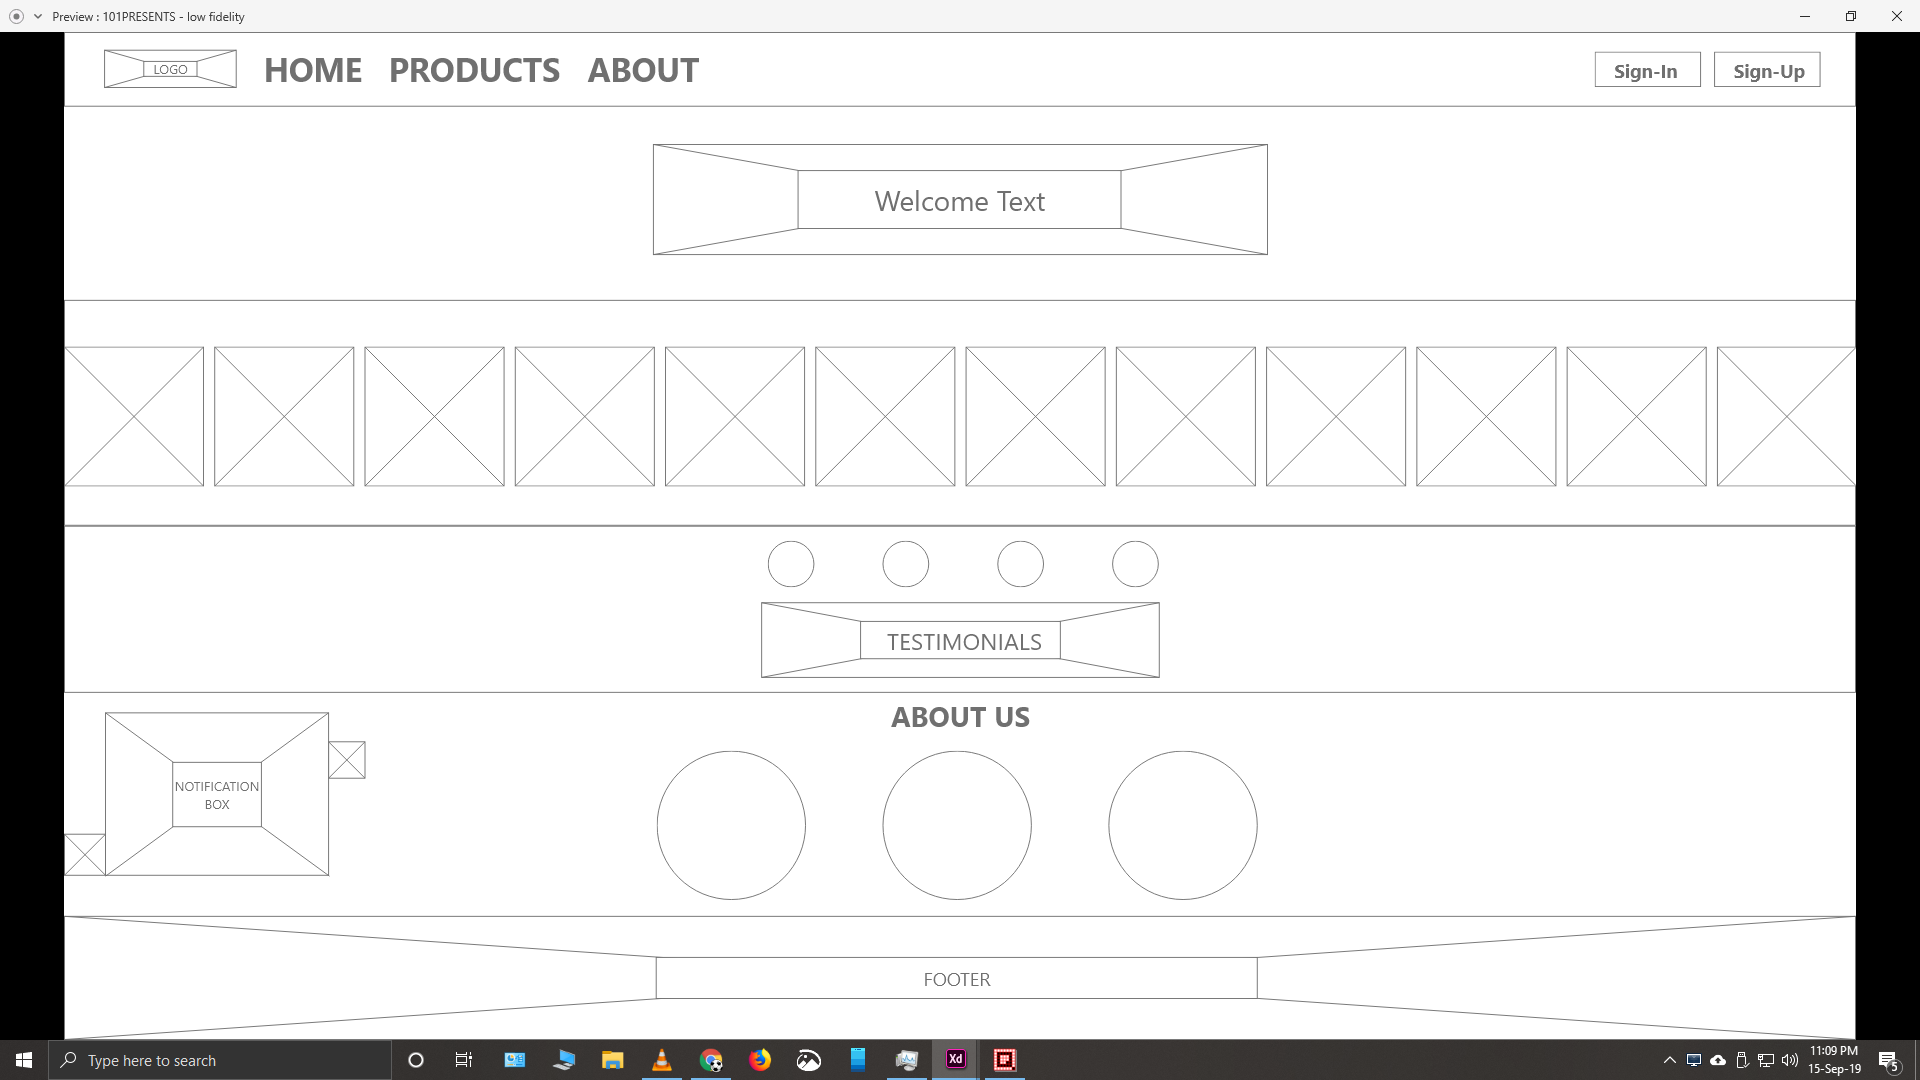 Preview : 101PRESENTS - low fidelity
LOGO HOME PRODUCTS ABOUT Sign-In Sign-Up
Welcome Text
TESTIMONIALS
ABOUT US
NOTIFICATION
BOX
FOOTER
Type here to search
Xd
11:09 PM
15-Sep-19
5